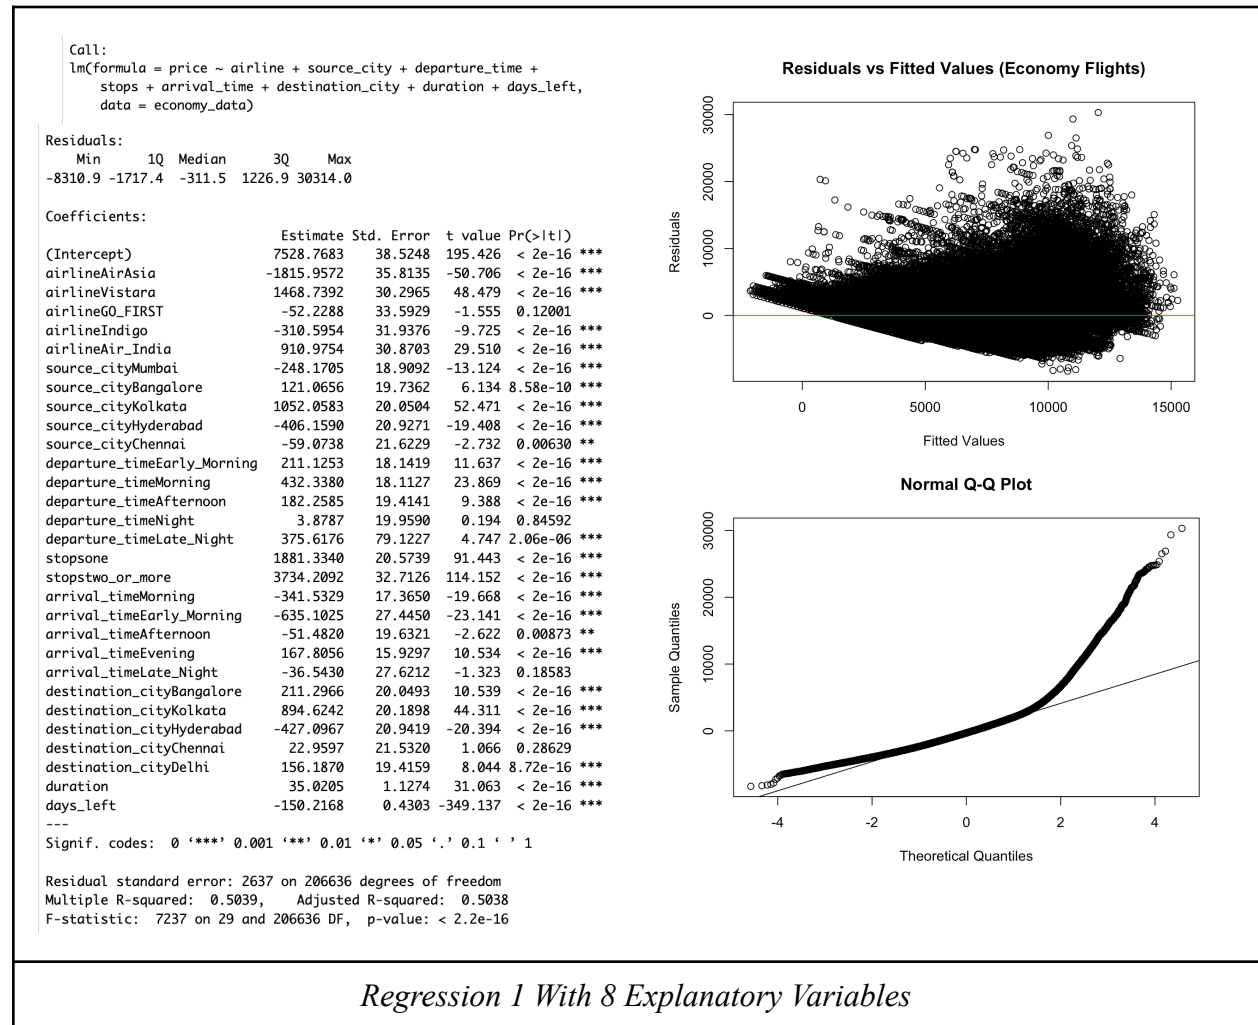 Call:
lm(formula = price ~ airline + source_city + departure_time +
stops + arrival_time + destination_city + duration + days_left,
data = economy_data)
Residuals:
Min 1Q Median 3Q Max
-8310.9 -1717.4 -311.5 1226.9 30314.0
Coefficients:
Estimate Std. Error t value Pr(>|t|)
(Intercept) 7528.7683 38.5248 195.426 < 2e-16 ***
airlineAirAsia -1815.9572 35.8135 -50.706 < 2e-16 ***
airlineVistara 1468.7392 30.2965 48.479 < 2e-16 ***
airlineGO_FIRST -52.2288 33.5929 -1.555 0.12001
airlineIndigo -310.5954 31.9376 -9.725 < 2e-16 ***
airlineAir_India 910.9754 30.8703 29.510 < 2e-16 ***
source_cityMumbai -248.1705 18.9092 -13.124 < 2e-16 ***
source_cityBangalore 121.0656 19.7362 6.134 8.58e-10 ***
source_cityKolkata 1052.0583 20.0504 52.471 < 2e-16 ***
source_cityHyderabad -406.1590 20.9271 -19.408 < 2e-16 ***
source_cityChennai -59.0738 21.6229 -2.732 0.00630 **
departure_timeEarly_Morning 211.1253 18.1419 11.637 < 2e-16 ***
departure_timeMorning 432.3380 18.1127 23.869 < 2e-16 ***
departure_timeAfternoon 182.2585 19.4141 9.388 < 2e-16 ***
departure_timeNight 3.8787 19.9590 0.194 0.84592
departure_timeLate_Night 375.6176 79.1227 4.747 2.06e-06 ***
stopsone 1881.3340 20.5739 91.443 < 2e-16 ***
stopstwo_or_more 3734.2092 32.7126 114.152 < 2e-16 ***
arrival_timeMorning -341.5329 17.3650 -19.668 < 2e-16 ***
arrival_timeEarly_Morning -635.1025 27.4450 -23.141 < 2e-16 ***
arrival_timeAfternoon -51.4820 19.6321 -2.622 0.00873 **
arrival_timeEvening 167.8056 15.9297 10.534 < 2e-16 ***
arrival_timeLate_Night -36.5430 27.6212 -1.323 0.18583
destination_cityBangalore 211.2966 20.0493 10.539 < 2e-16 ***
destination_cityKolkata 894.6242 20.1898 44.311 < 2e-16 ***
destination_cityHyderabad -427.0967 20.9419 -20.394 < 2e-16 ***
destination_cityChennai 22.9597 21.5320 1.066 0.28629
destination_cityDelhi 156.1870 19.4159 8.044 8.72e-16 ***
duration 35.0205 1.1274 31.063 < 2e-16 ***
days_left -150.2168 0.4303 -349.137 < 2e-16 ***
---
Signif. codes: 0 ‘***’ 0.001 ‘**’ 0.01 ‘*’ 0.05 ‘.’ 0.1 ‘ ’ 1
Residual standard error: 2637 on 206636 degrees of freedom
Multiple R-squared: 0.5039, Adjusted R-squared: 0.5038
F-statistic: 7237 on 29 and 206636 DF, p-value: < 2.2e-16
Residuals vs Fitted Values (Economy Flights)
Residuals
30000
20000
10000
0
0 5000 10000 15000
Fitted Values
Normal Q-Q Plot
Sample Quantiles
30000
20000
10000
0
-4 -2 0 2 4
Theoretical Quantiles
Regression 1 With 8 Explanatory Variables